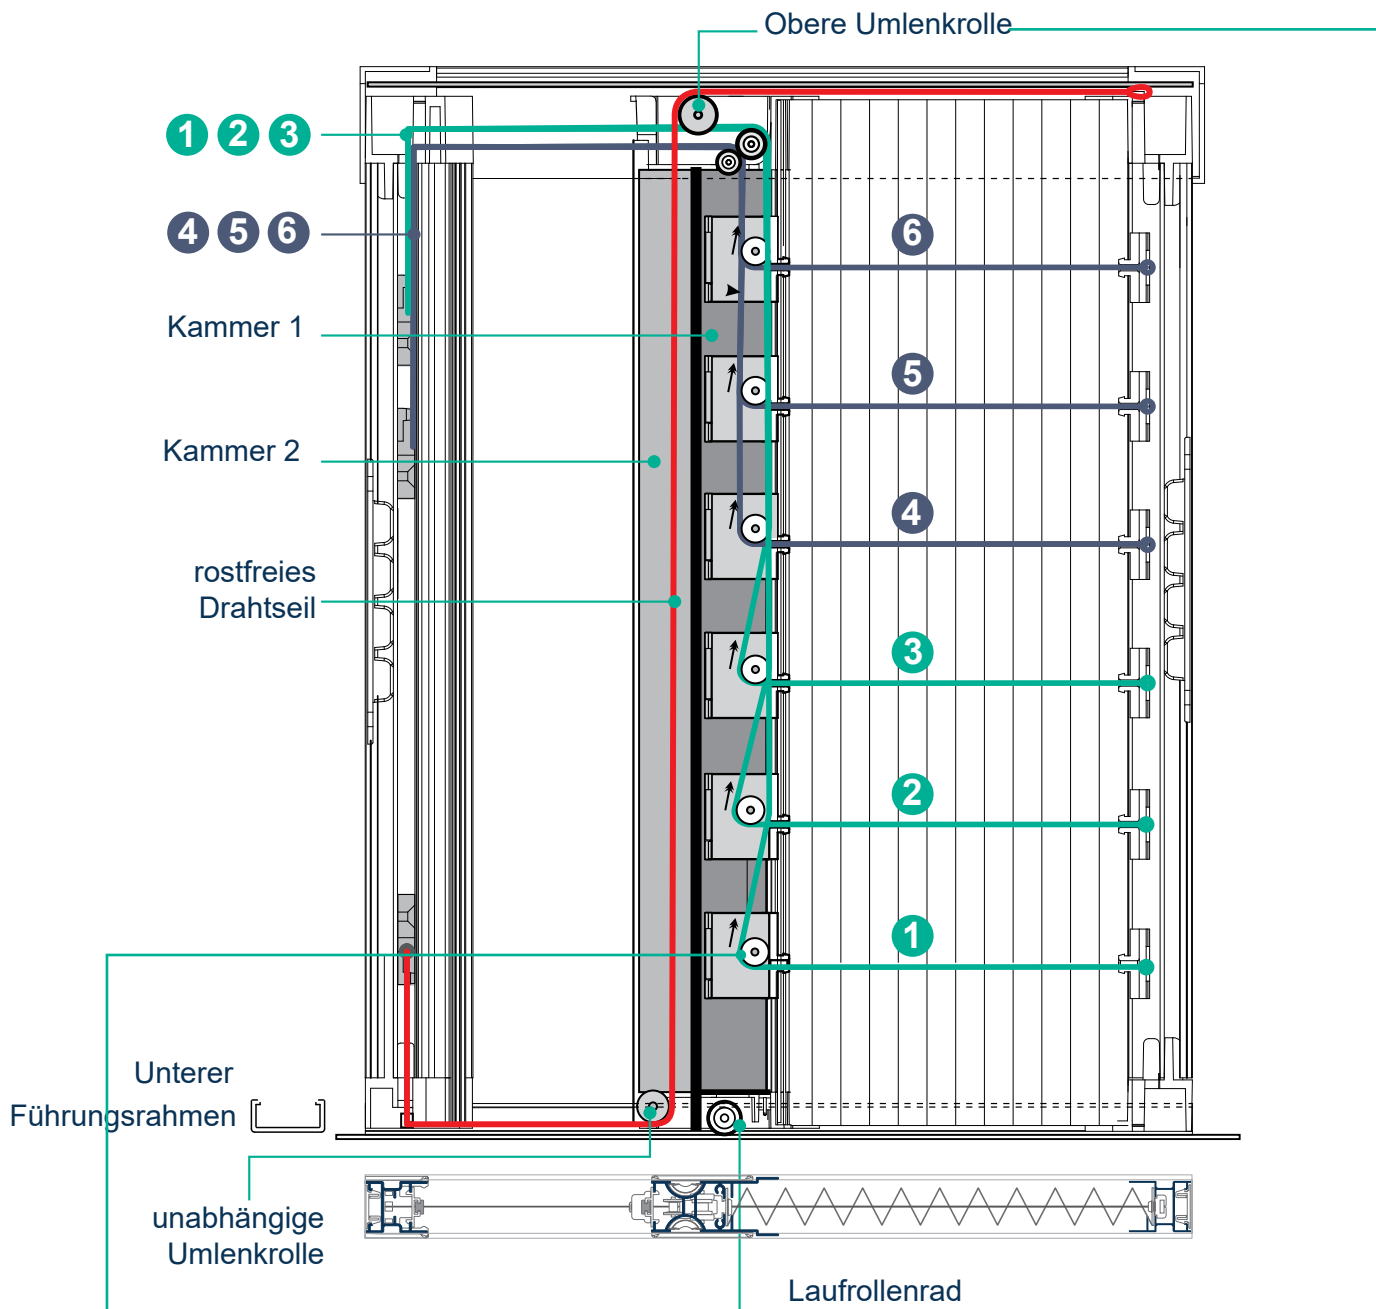 Obere Umlenkrolle
1 2 3
4 5 6
6
Kammer 1
5
Kammer 2
4
rostfreies
Drahtseil
3
2
1
Unterer
Führungsrahmen
unabhängige
Umlenkrolle
Laufrollenrad